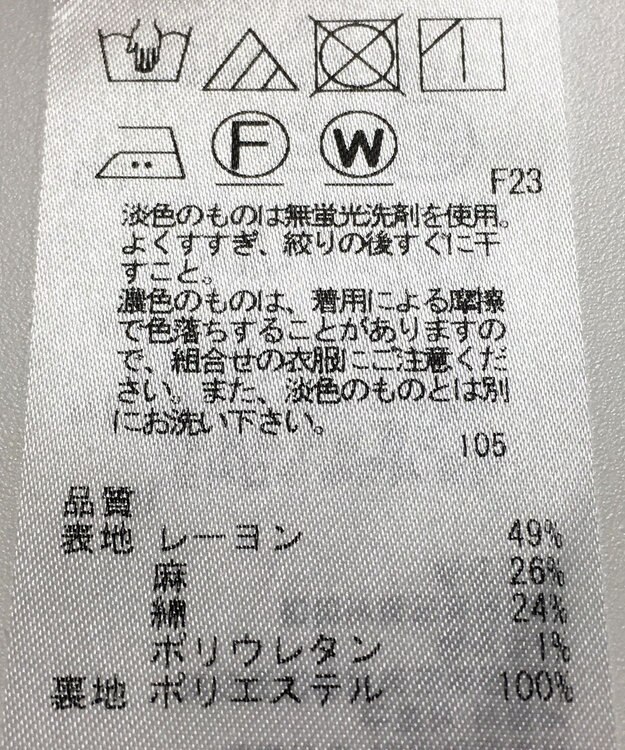 F W
F23
淡色のものは無蛍光洗剤を使用。
よくすすぎ、絞りの後すぐに干
すこと。
濃色のものは、着用による摩擦
で色落ちすることがありますの
で、組合せの衣服にご注意くだ
さい。また、淡色のものとは別
にお洗い下さい。
105
品質
表地 レーヨン 49%
麻 26%
綿 24%
ポリウレタン 1%
裏地 ポリエステル 100%